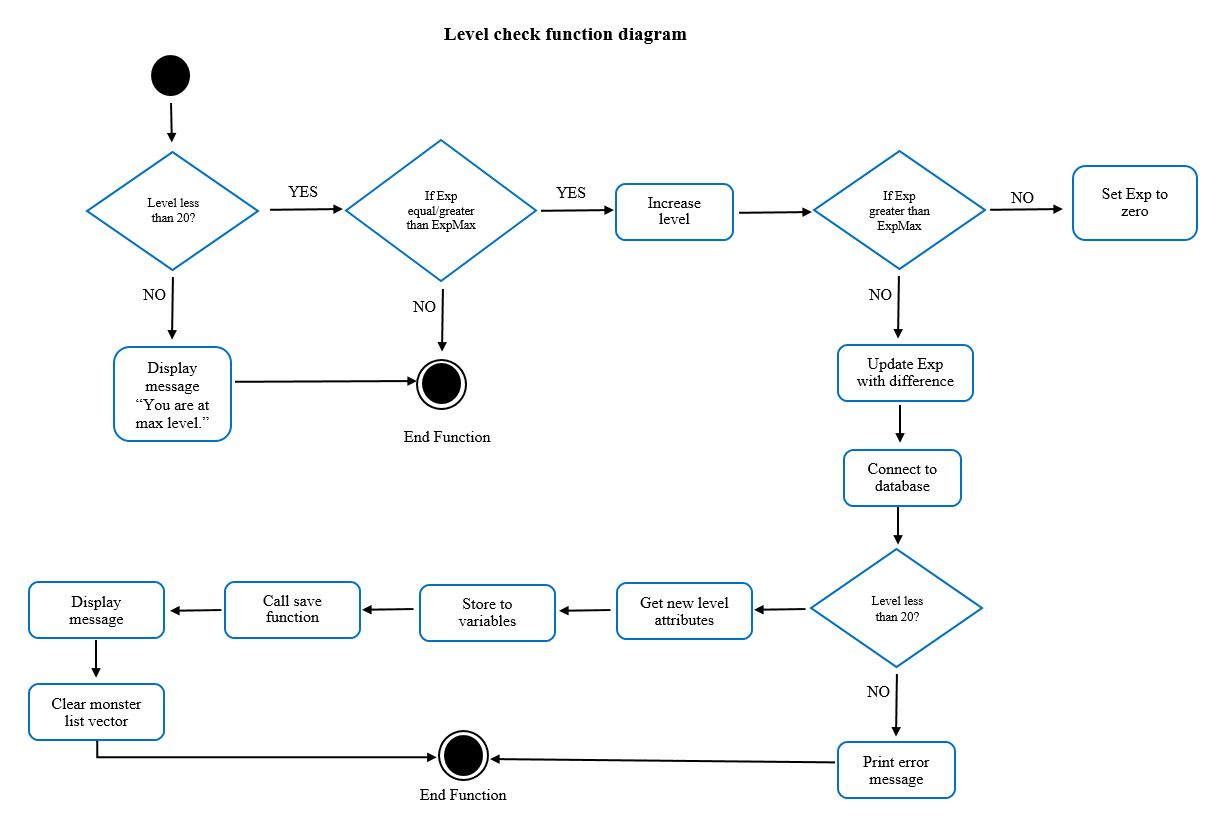 Level check function diagram
Level less
than 20?
YES
If Exp
equal/greater
than ExpMax
YES
Increase
level
If Exp
greater than
ExpMax
NO
Set Exp to
zero
NO
NO
NO
Display
message
“You are at
max level.”
End Function
Update Exp
with difference
Connect to
database
Level less
than 20?
Get new level
attributes
Store to
variables
Call save
function
Display
message
Clear monster
list vector
NO
Print error
message
End Function